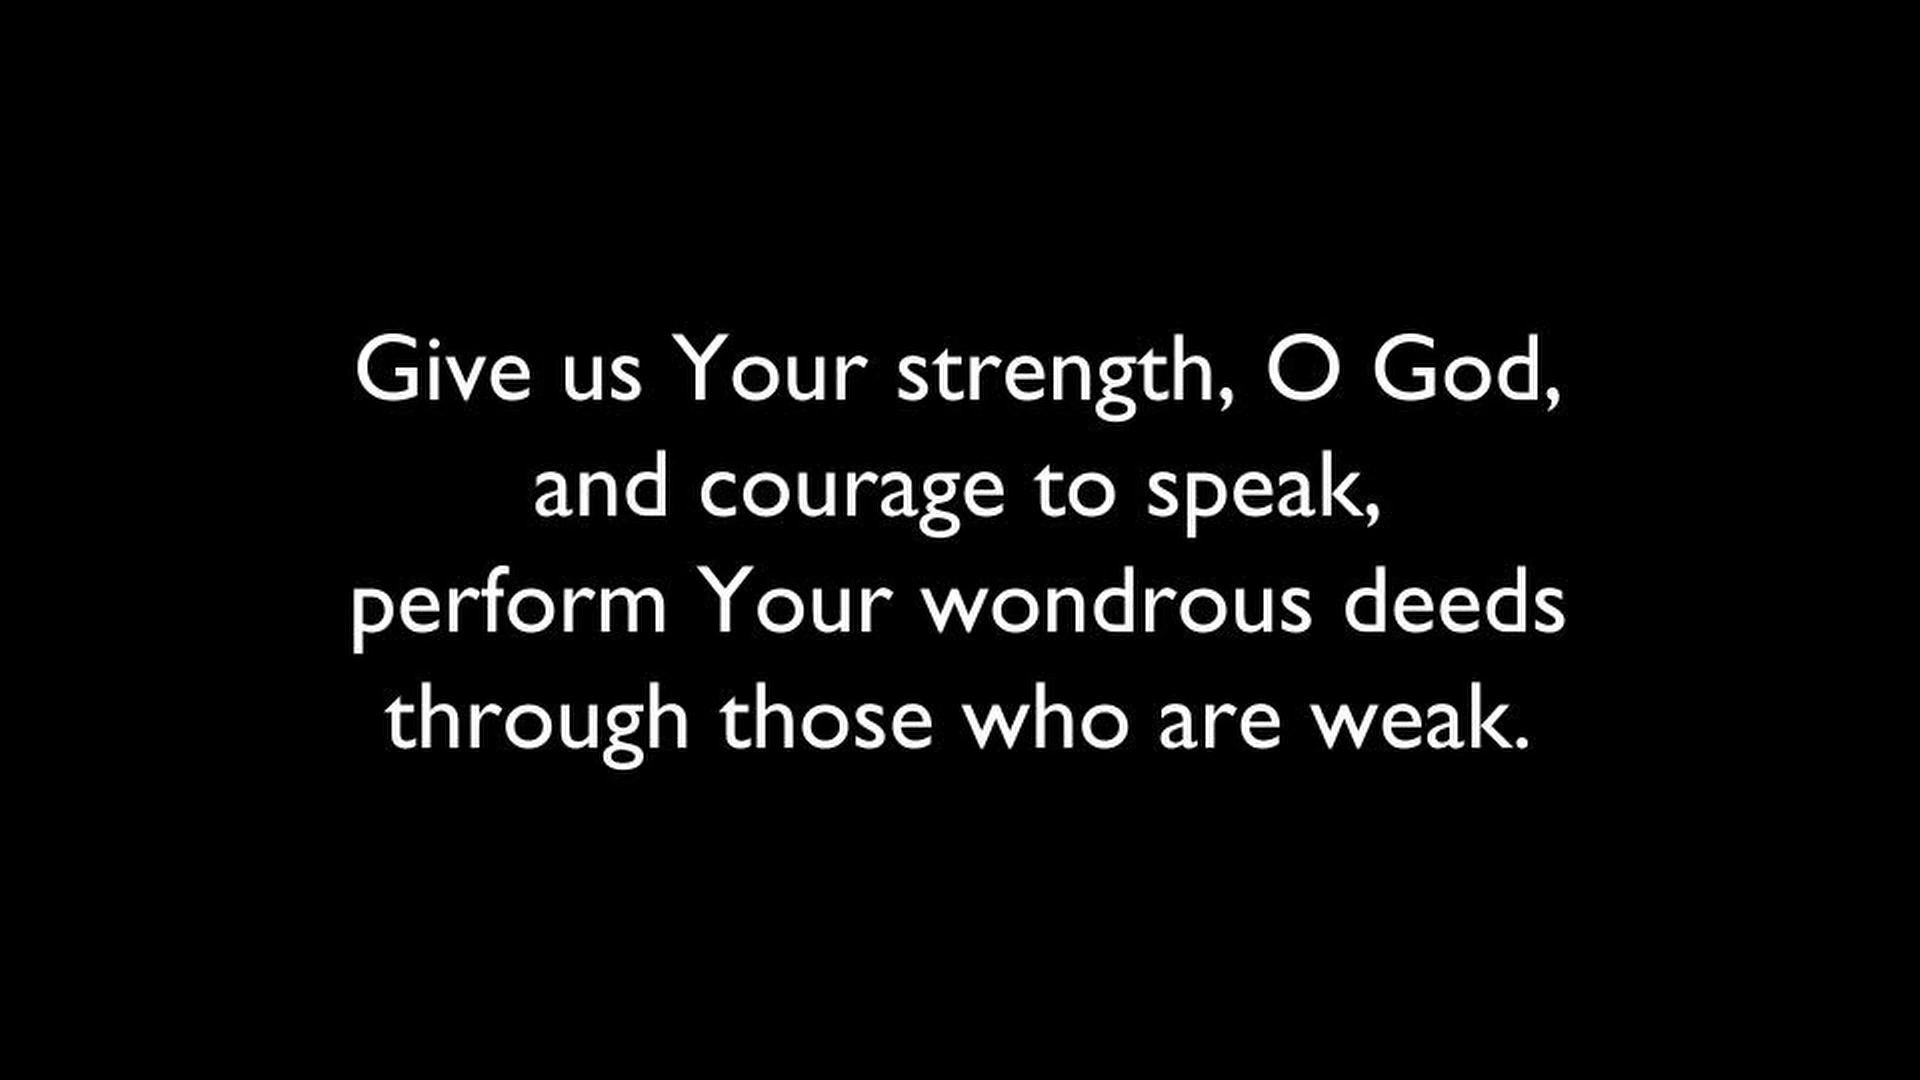 Give us Your strength, O God,
and courage to speak,
perform Your wondrous deeds
through those who are weak.